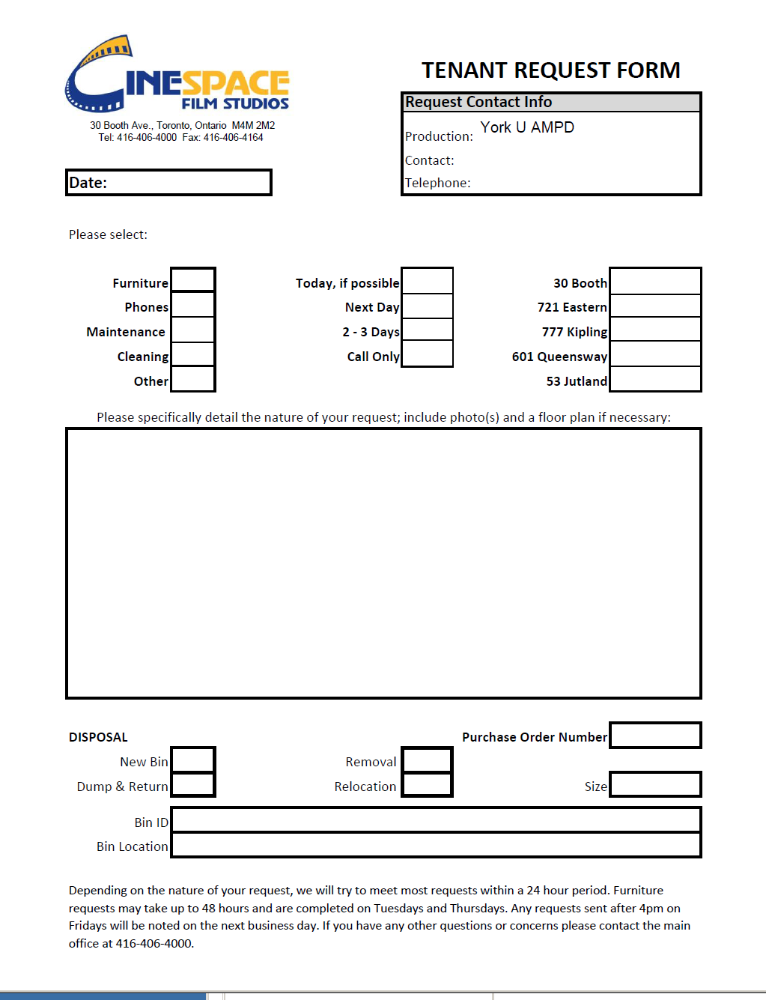 CINESPACE
FILM STUDIOS
30 Booth Ave., Toronto, Ontario  M4M 2M2
Tel: 416-406-4000  Fax: 416-406-4164
TENANT REQUEST FORM
Request Contact Info
Production: York U AMPD
Contact:
Telephone:
Date:
Please select:
Furniture
Today, if possible
30 Booth
Phones
Next Day
721 Eastern
Maintenance
2 - 3 Days
777 Kipling
Cleaning
Call Only
601 Queensway
Other
53 Jutland
Please specifically detail the nature of your request; include photo(s) and a floor plan if necessary:
DISPOSAL
Purchase Order Number
New Bin
Removal
Dump & Return
Relocation
Size
Bin ID
Bin Location
Depending on the nature of your request, we will try to meet most requests within a 24 hour period. Furniture
requests may take up to 48 hours and are completed on Tuesdays and Thursdays. Any requests sent after 4pm on
Fridays will be noted on the next business day. If you have any other questions or concerns please contact the main
office at 416-406-4000.